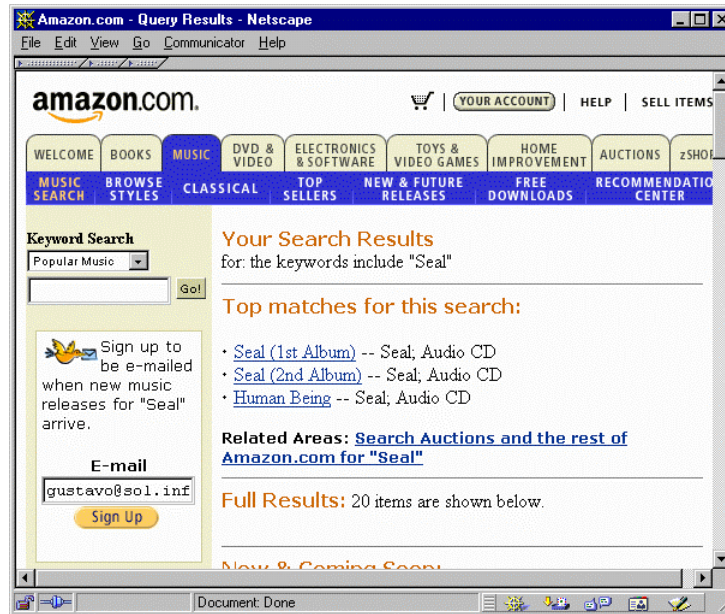 Amazon.com - Query Results - Netscape
File Edit View Go Communicator Help
amazon.com.
YOUR ACCOUNT | HELP | SELL ITEMS
WELCOME BOOKS MUSIC DVD & VIDEO ELECTRONICS & SOFTWARE TOYS & VIDEO GAMES HOME IMPROVEMENT AUCTIONS zSHOP
MUSIC SEARCH BROWSE STYLES CLASSICAL TOP SELLERS NEW & FUTURE RELEASES FREE DOWNLOADS RECOMMENDATIO CENTER
Keyword Search
Popular Music
Go!
Sign up to
be e-mailed
when new music
releases for "Seal"
arrive.
E-mail
gustavo@sol.inf
Sign Up
Your Search Results
for: the keywords include "Seal"
Top matches for this search:
• Seal (1st Album) -- Seal; Audio CD
• Seal (2nd Album) -- Seal; Audio CD
• Human Being -- Seal; Audio CD
Related Areas: Search Auctions and the rest of
Amazon.com for "Seal"
Full Results: 20 items are shown below.
New & Coming Soon:
Document: Done